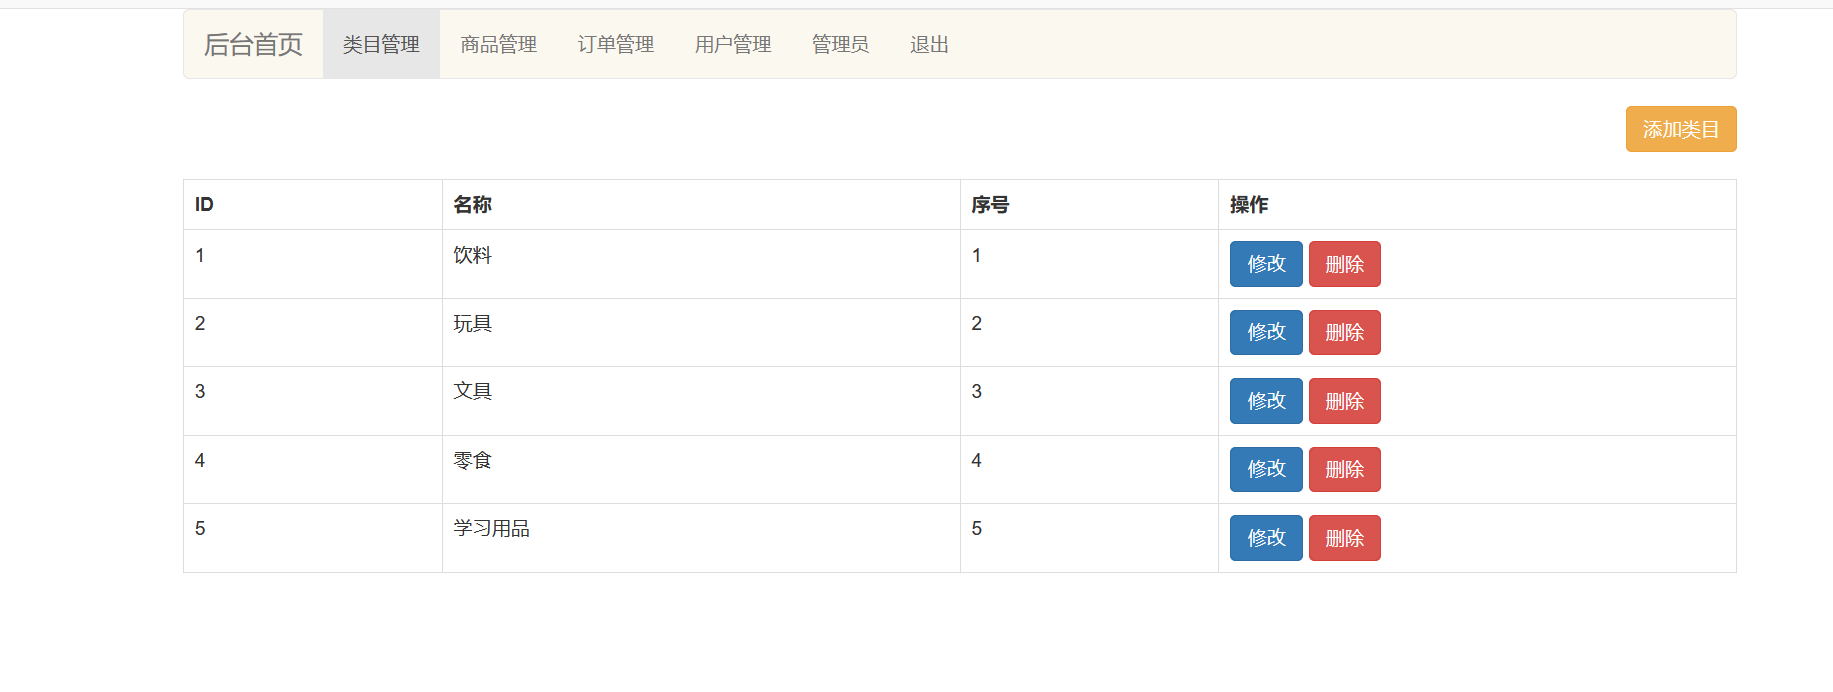 后台首页 类目管理 商品管理 订单管理 用户管理 管理员 退出
添加类目
ID 名称 序号 操作
1 饮料 1 修改 删除
2 玩具 2 修改 删除
3 文具 3 修改 删除
4 零食 4 修改 删除
5 学习用品 5 修改 删除